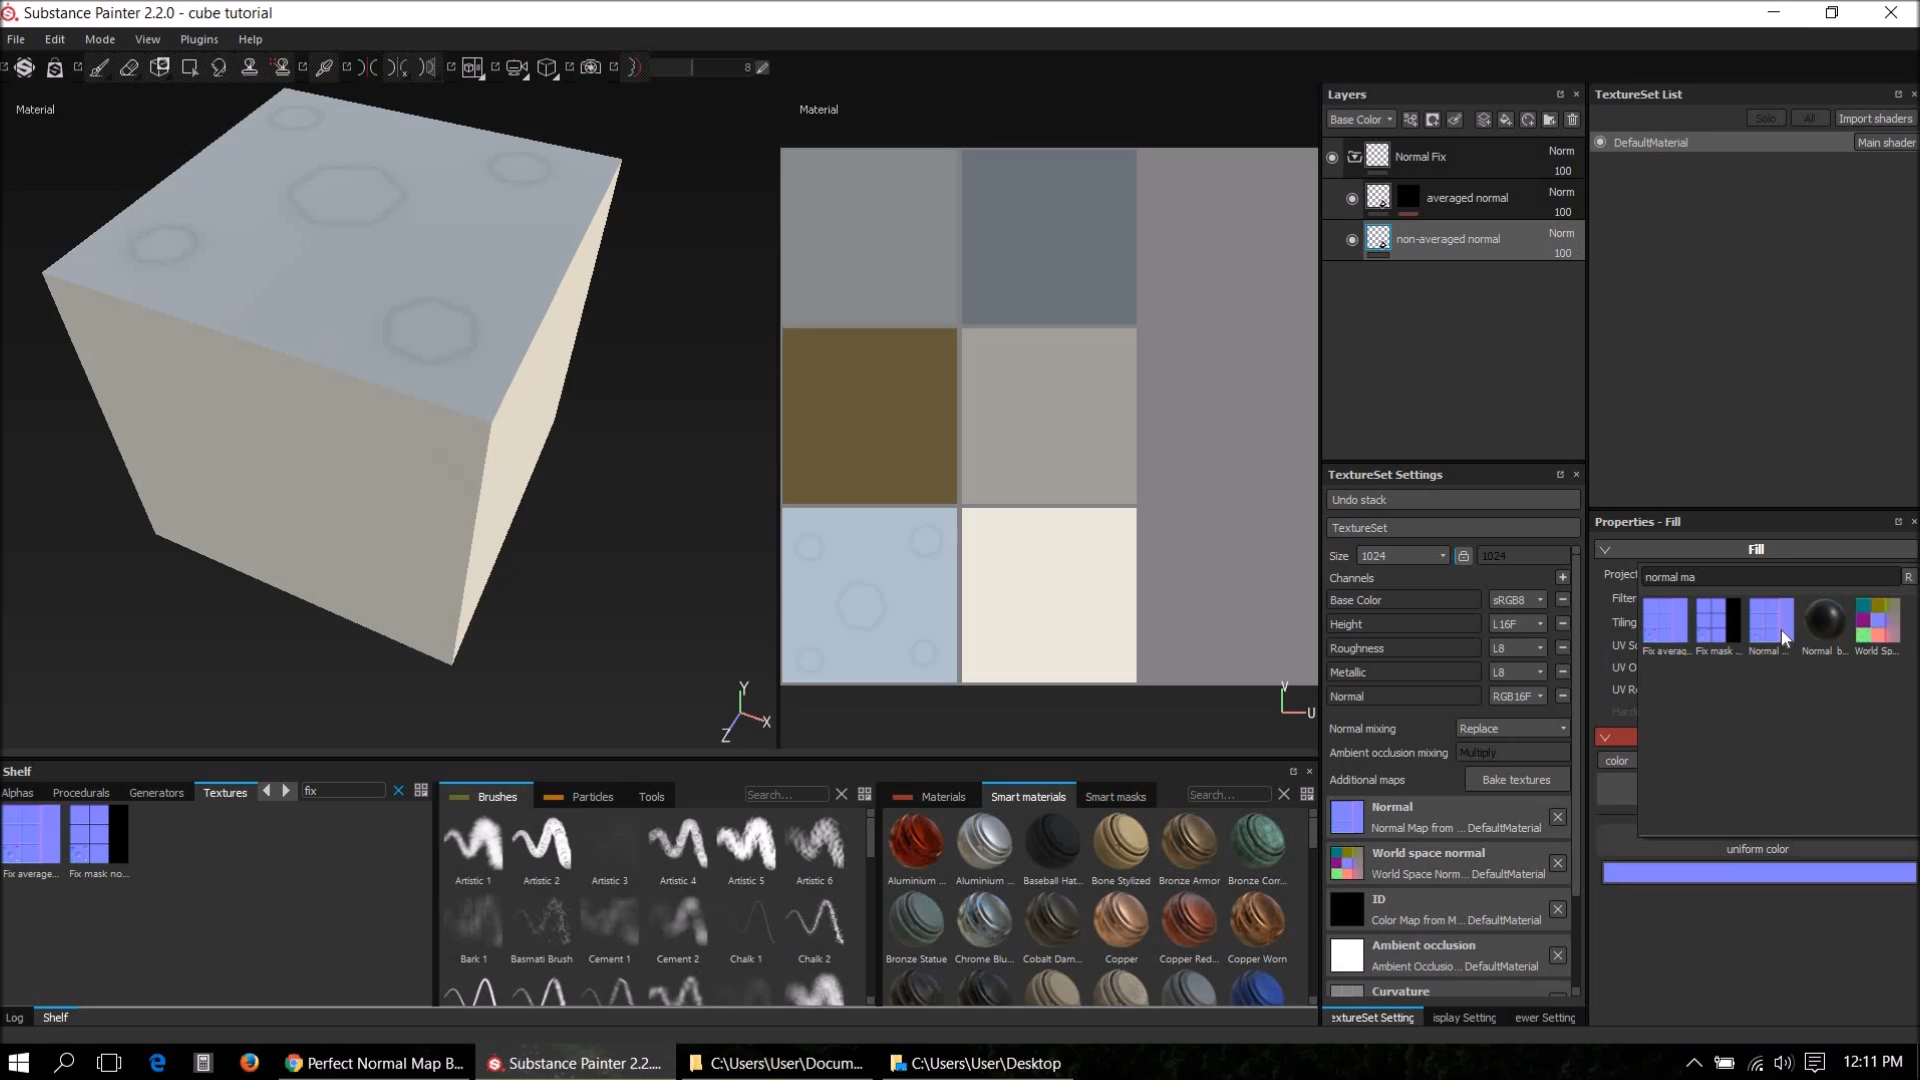 Substance Painter 2.2.0 - cube tutorial
File Edit Mode View Plugins Help
8
Material
Material
Y
X
Z
V
U
Layers
Base Color
Normal Fix
Norm
100
averaged normal
Norm
100
non-averaged normal
Norm
100
TextureSet List
Solo All Import shaders
DefaultMaterial Main shader
TextureSet Settings
Undo stack
TextureSet
Size 1024 1024
Channels
Base Color sRGB8
Height L16F
Roughness L8
Metallic L8
Normal RGB16F
Normal mixing Replace
Ambient occlusion mixing Multiply
Additional maps Bake textures
Normal
Normal Map from ... DefaultMaterial
World space normal
World Space Norm... DefaultMaterial
ID
Color Map from M... DefaultMaterial
Ambient occlusion
Ambient Occlusio... DefaultMaterial
Curvature
extureSet Setting isplay Setting ewer Setting
Properties - Fill
Fill
Project
normal ma
R
Filter
Tiling
UV Sc
UV O
UV R
Hard
Fix averag... Fix mask ... Normal ... Normal_b... World Sp...
color
uniform color
Shelf
Alphas Procedurals Generators Textures fix
Fix average... Fix mask no...
Brushes Particles Tools Search...
Artistic 1 Artistic 2 Artistic 3 Artistic 4 Artistic 5 Artistic 6
Bark 1 Basmati Brush Cement 1 Cement 2 Chalk 1 Chalk 2
Materials Smart materials Smart masks Search...
Aluminium ... Aluminium ... Baseball Hat... Bone Stylized Bronze Armor Bronze Corr...
Bronze Statue Chrome Blu... Cobalt Dam... Copper Copper Red... Copper Worn
Log Shelf
Perfect Normal Map B... Substance Painter 2.2.... C:\Users\User\Docum... C:\Users\User\Desktop
12:11 PM